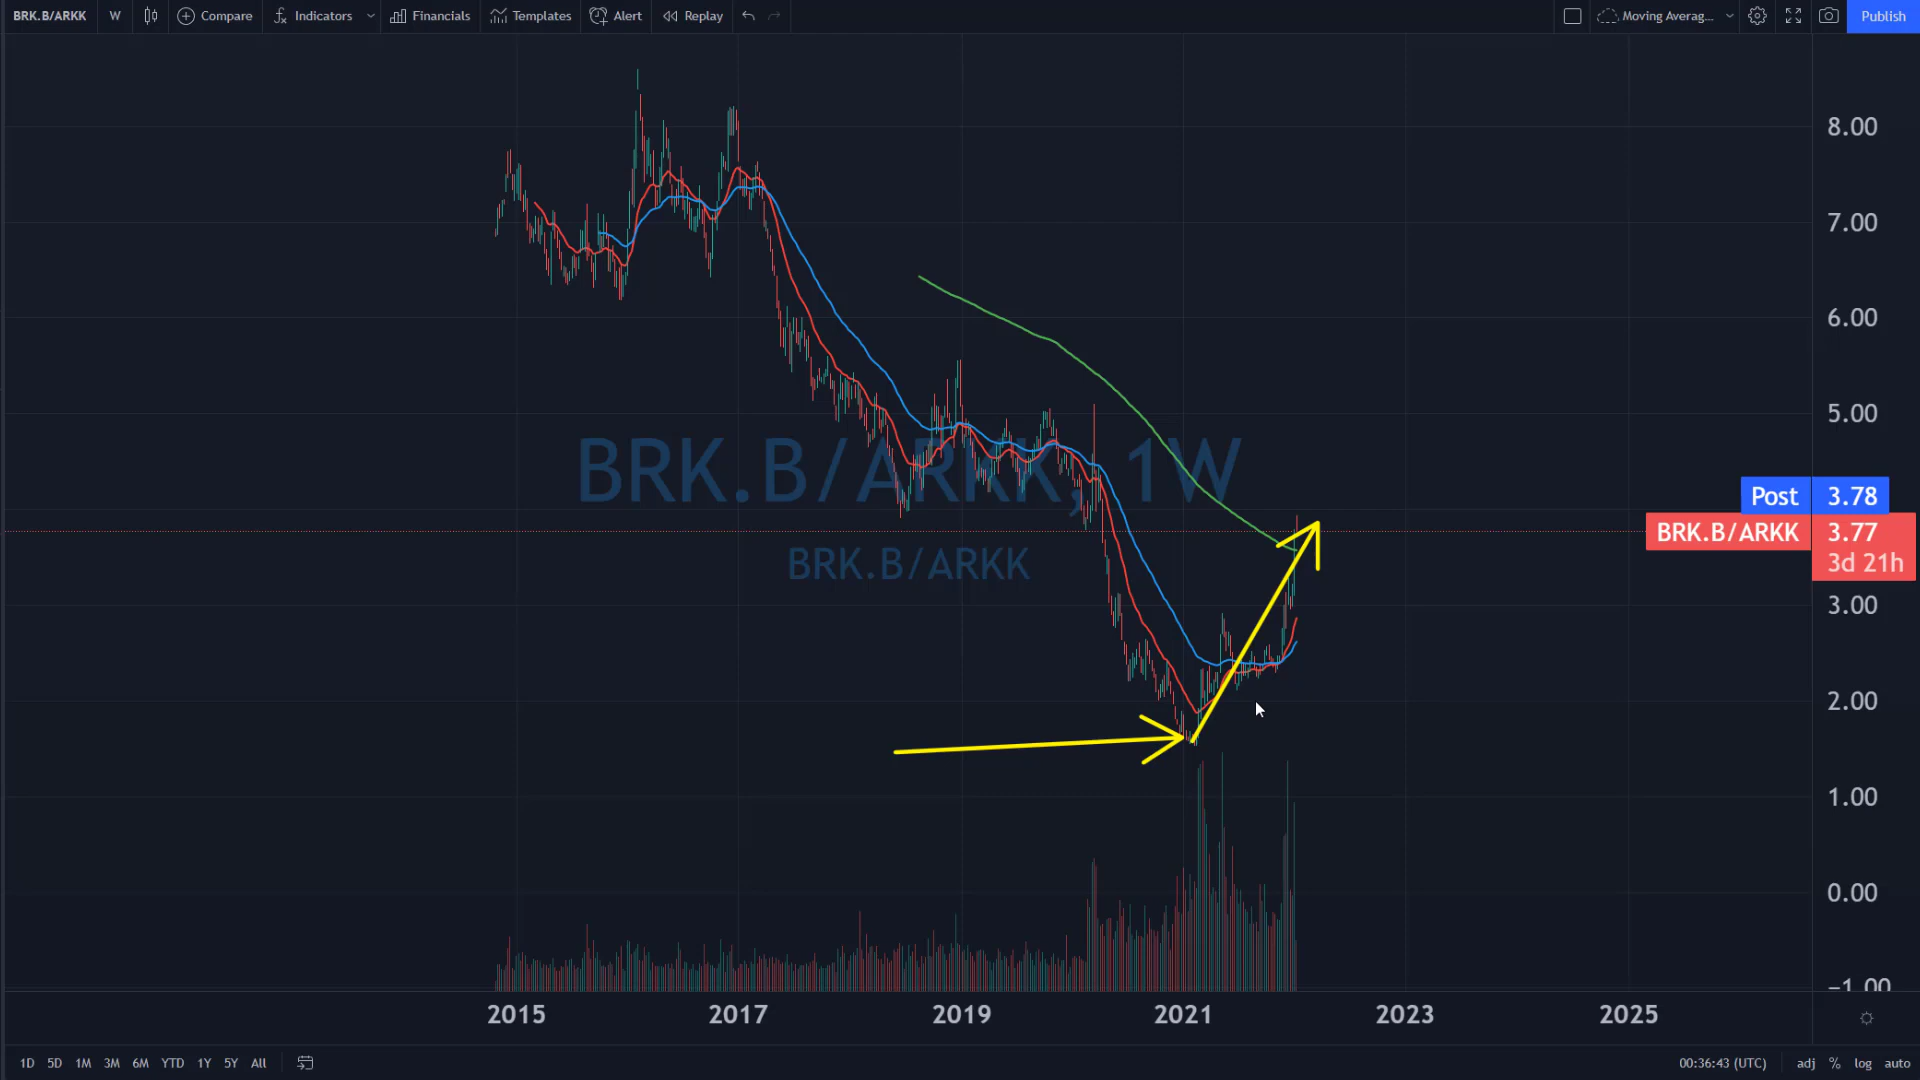 BRK.B/ARKK W Compare Indicators Financials Templates Alert Replay Moving Averag... Publish
8.00
7.00
6.00
5.00
BRK.B/ARKK, 1W
Post 3.78
BRK.B/ARKK 3.77
3d 21h
BRK.B/ARKK
3.00
2.00
1.00
0.00
−1.00
2015 2017 2019 2021 2023 2025
1D 5D 1M 3M 6M YTD 1Y 5Y All 00:36:43 (UTC) adj % log auto